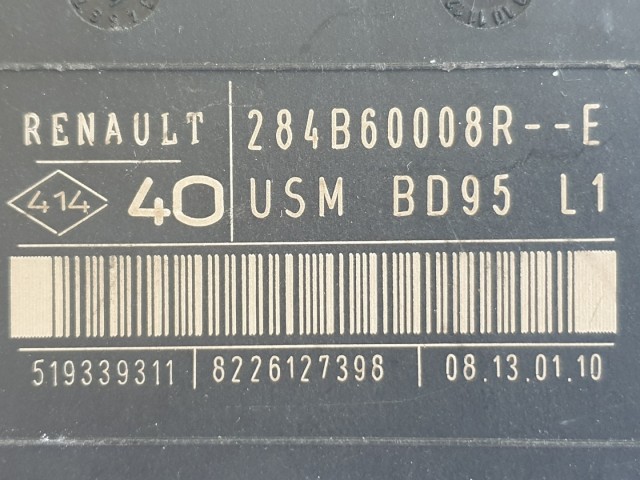 RENAULT 284B60008R--E
414 40 USM BD95 L1
519339311 8226127398 08.13.01.10